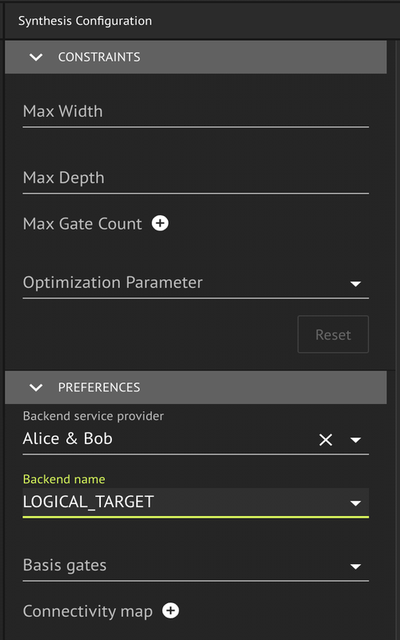 Synthesis Configuration
CONSTRAINTS
Max Width
Max Depth
Max Gate Count
Optimization Parameter
Reset
PREFERENCES
Backend service provider
Alice & Bob
Backend name
LOGICAL_TARGET
Basis gates
Connectivity map